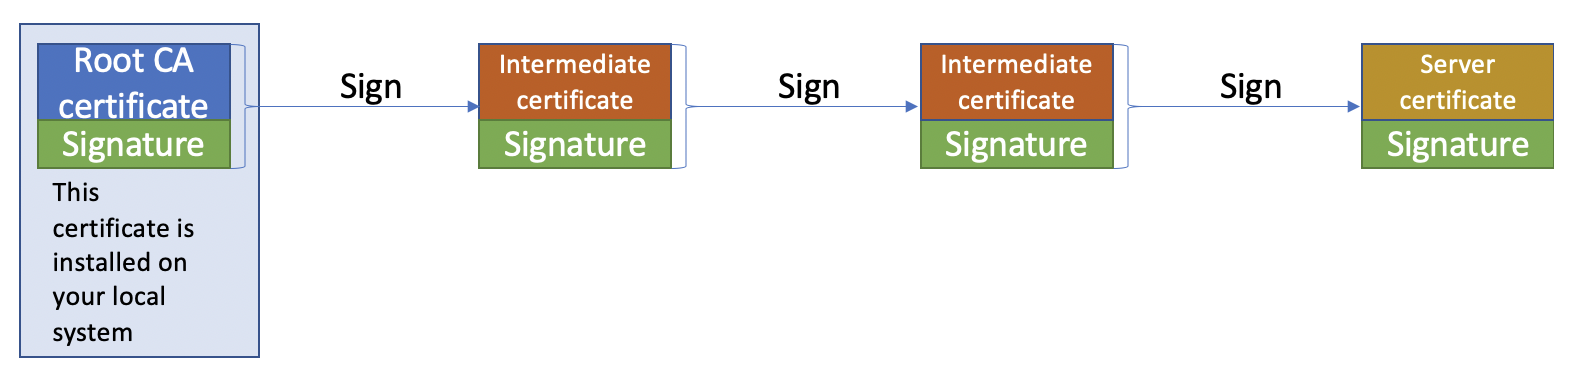 Root CA
certificate
Signature
This
certificate is
installed on
your local
system
Sign
Intermediate
certificate
Signature
Sign
Intermediate
certificate
Signature
Sign
Server
certificate
Signature